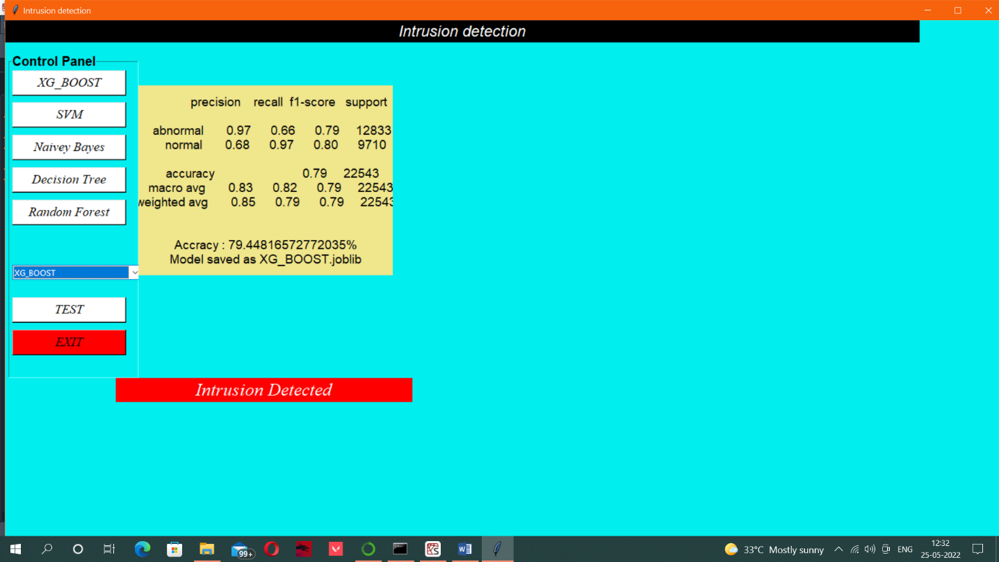 Intrusion detection
Intrusion detection
Control Panel
XG_BOOST
SVM
Naivey Bayes
Decision Tree
Random Forest
XG_BOOST
TEST
EXIT
precision recall f1-score support
abnormal 0.97 0.66 0.79 12833
normal 0.68 0.97 0.80 9710
accuracy 0.79 22543
macro avg 0.83 0.82 0.79 22543
weighted avg 0.85 0.79 0.79 22543
Accracy : 79.44816572772035%
Model saved as XG_BOOST.joblib
Intrusion Detected
99+
33°C Mostly sunny
ENG
12:32
25-05-2022